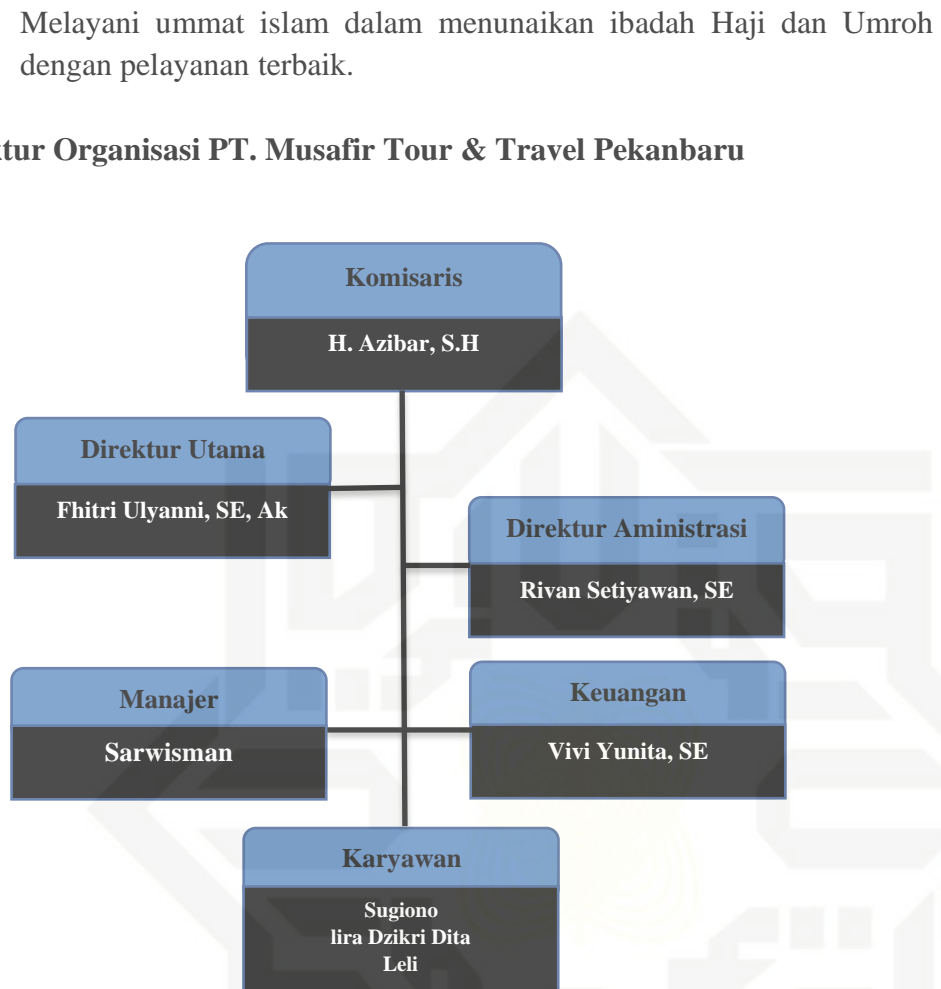 Melayani ummat islam dalam menunaikan ibadah Haji dan Umroh
dengan pelayanan terbaik.
ktur Organisasi PT. Musafir Tour & Travel Pekanbaru
Komisaris
H. Azibar, S.H
Direktur Utama
Fhitri Ulyanni, SE, Ak
Direktur Aministrasi
Rivan Setiyawan, SE
Manajer
Sarwisman
Keuangan
Vivi Yunita, SE
Karyawan
Sugiono
lira Dzikri Dita
Leli